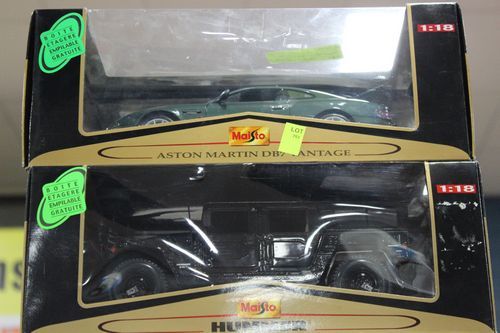 BOITE
ETAGERE
EMPILABLE
GRATUITE
1:18
Maisto
LOT
ASTON MARTIN DB7 VANTAGE
BOITE
ETAGERE
EMPILABLE
GRATUITE
1:18
Maisto
HUMMER